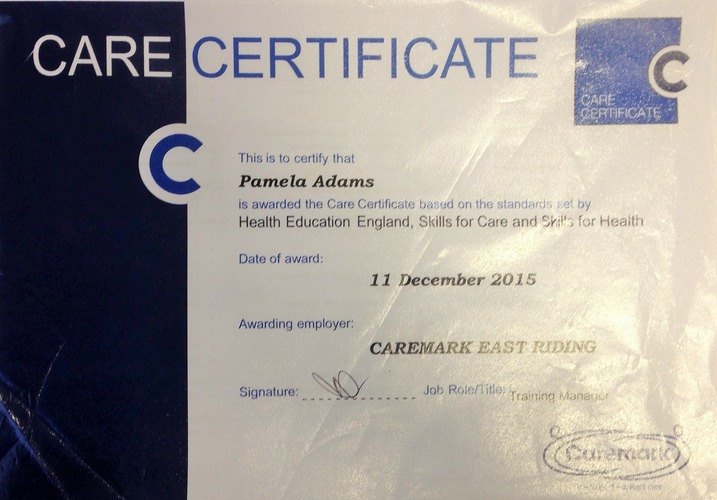 CARE CERTIFICATE
CARE
CERTIFICATE
This is to certify that
Pamela Adams
is awarded the Care Certificate based on the standards set by
Health Education England, Skills for Care and Skills for Health
Date of award:
11 December 2015
Awarding employer:
CAREMARK EAST RIDING
Signature:
Job Role/Title: Training Manager
Caremark